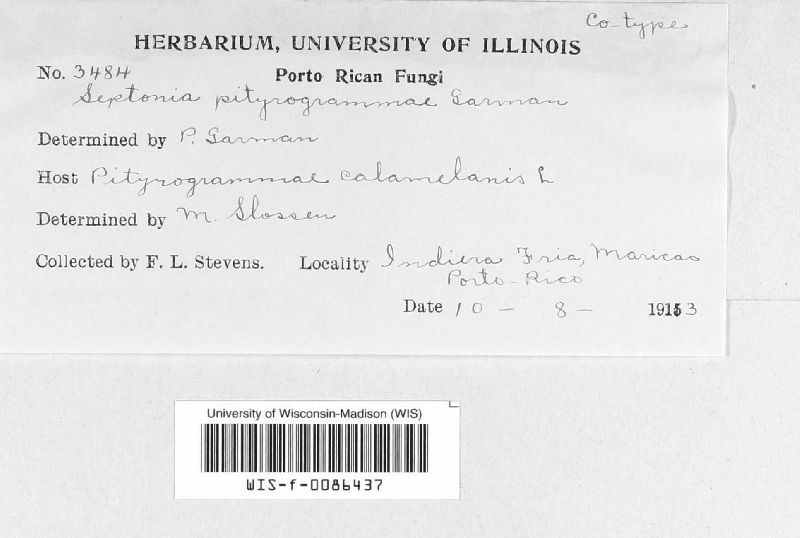 Co-type
HERBARIUM, UNIVERSITY OF ILLINOIS
No. 3484 Porto Rican Fungi
Septonia pityrogrammae Garman
Determined by P. Garman
Host Pityrogrammae calamelanis L
Determined by M. Slossen
Collected by F. L. Stevens. Locality Indiera Fria, Maricao
Porto-Rico
Date 10 - 8 - 1913
University of Wisconsin-Madison (WIS)
WIS-f-0086437